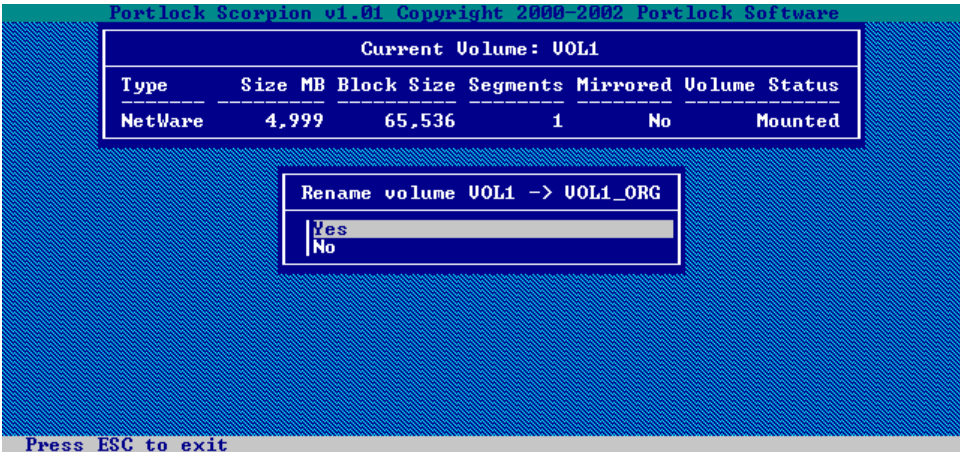 Portlock Scorpion v1.01 Copyright 2000-2002 Portlock Software
Current Volume: VOL1
Type Size MB Block Size Segments Mirrored Volume Status
NetWare 4,999 65,536 1 No Mounted
Rename volume VOL1 -> VOL1_ORG
Yes
No
Press ESC to exit